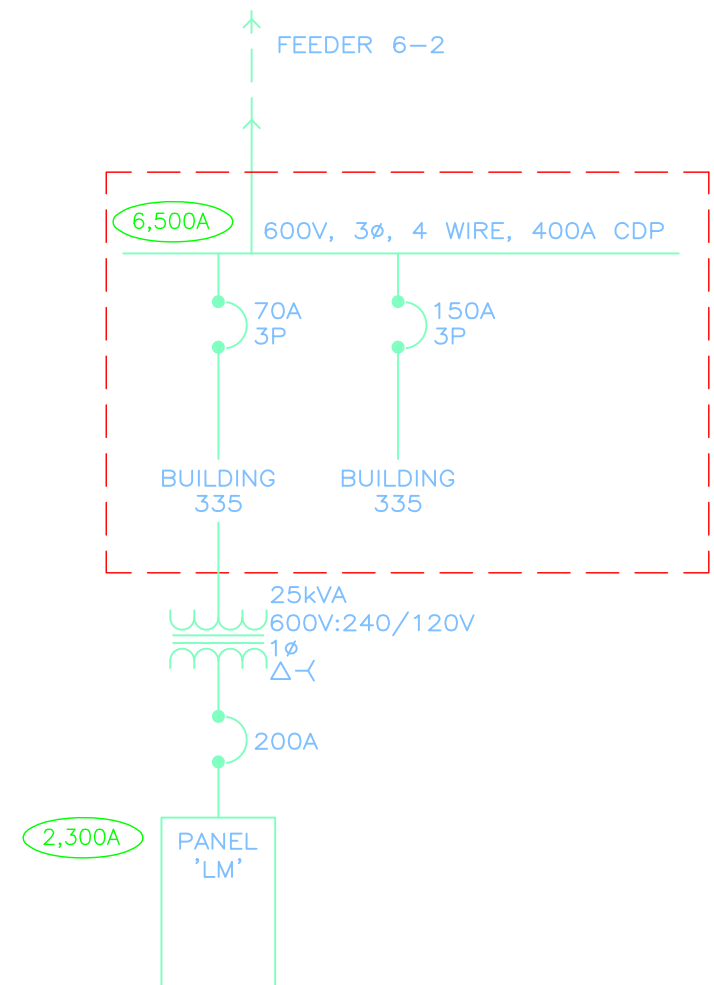 FEEDER 6-2
6,500A
600V, 3ø, 4 WIRE, 400A CDP
70A
3P
150A
3P
BUILDING
335
BUILDING
335
25kVA
600V:240/120V
1ø
Δ-Y
200A
2,300A
PANEL
'LM'